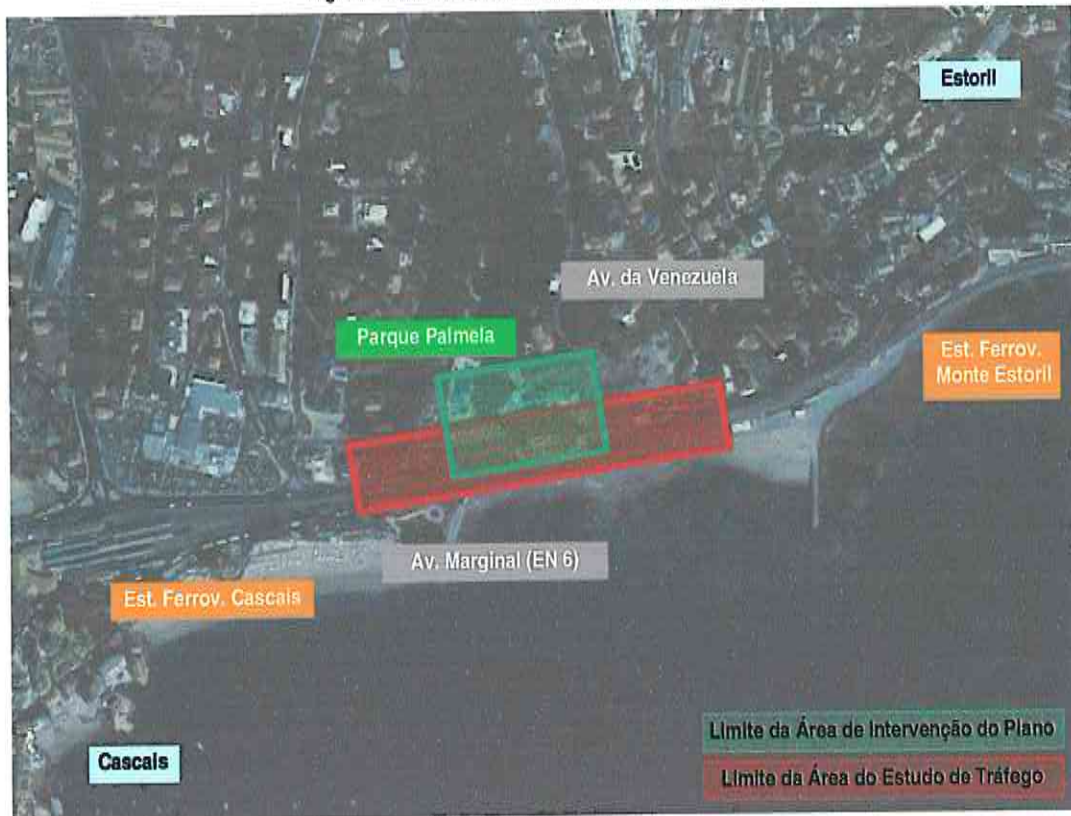 Estoril
Av. da Venezuela
Parque Palmela
Est. Ferrov.
Monte Estoril
Av. Marginal (EN 6)
Est. Ferrov. Cascais
Limite da Área de Intervenção do Plano
Cascais
Limite da Área do Estudo de Tráfego